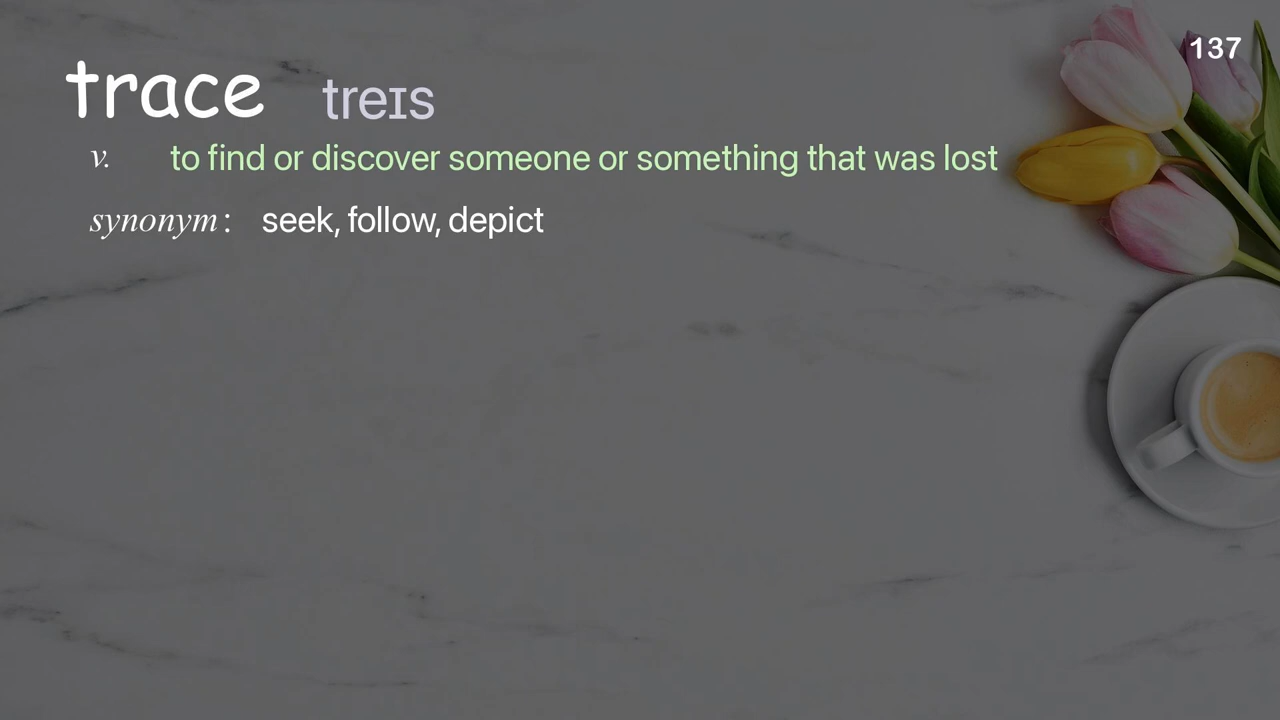 137
trace treɪs
v. to find or discover someone or something that was lost
synonym: seek, follow, depict